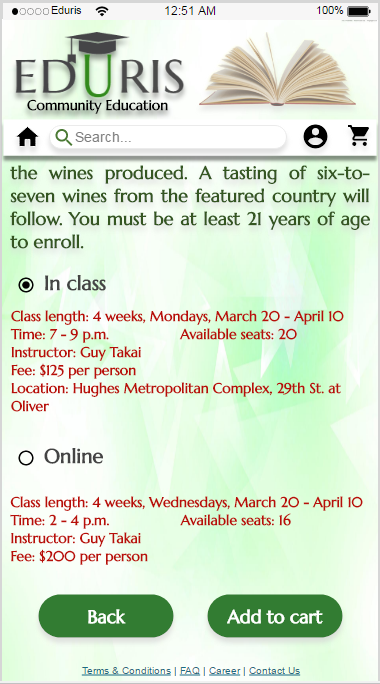 Eduris 12:51 AM 100%
EDURIS
Community Education
Search...
the wines produced. A tasting of six-to-
seven wines from the featured country will
follow. You must be at least 21 years of age
to enroll.
In class
Class length: 4 weeks, Mondays, March 20 - April 10
Time: 7 - 9 p.m. Available seats: 20
Instructor: Guy Takai
Fee: $125 per person
Location: Hughes Metropolitan Complex, 29th St. at
Oliver
Online
Class length: 4 weeks, Wednesdays, March 20 - April 10
Time: 2 - 4 p.m. Available seats: 16
Instructor: Guy Takai
Fee: $200 per person
Back Add to cart
Terms & Conditions | FAQ | Career | Contact Us